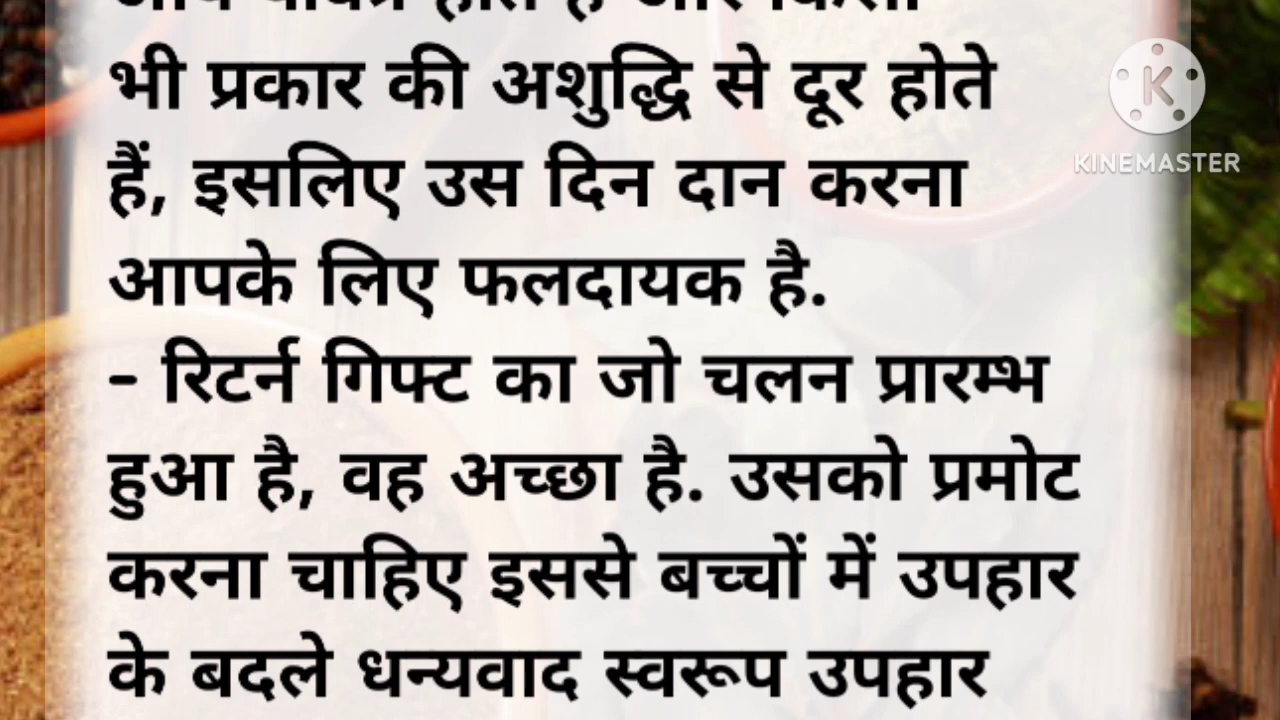 भी प्रकार की अशुद्धि से दूर होते
हैं, इसलिए उस दिन दान करना
आपके लिए फलदायक है.
- रिटर्न गिफ्ट का जो चलन प्रारम्भ
हुआ है, वह अच्छा है. उसको प्रमोट
करना चाहिए इससे बच्चों में उपहार
के बदले धन्यवाद स्वरूप उपहार
K
KINEMASTER